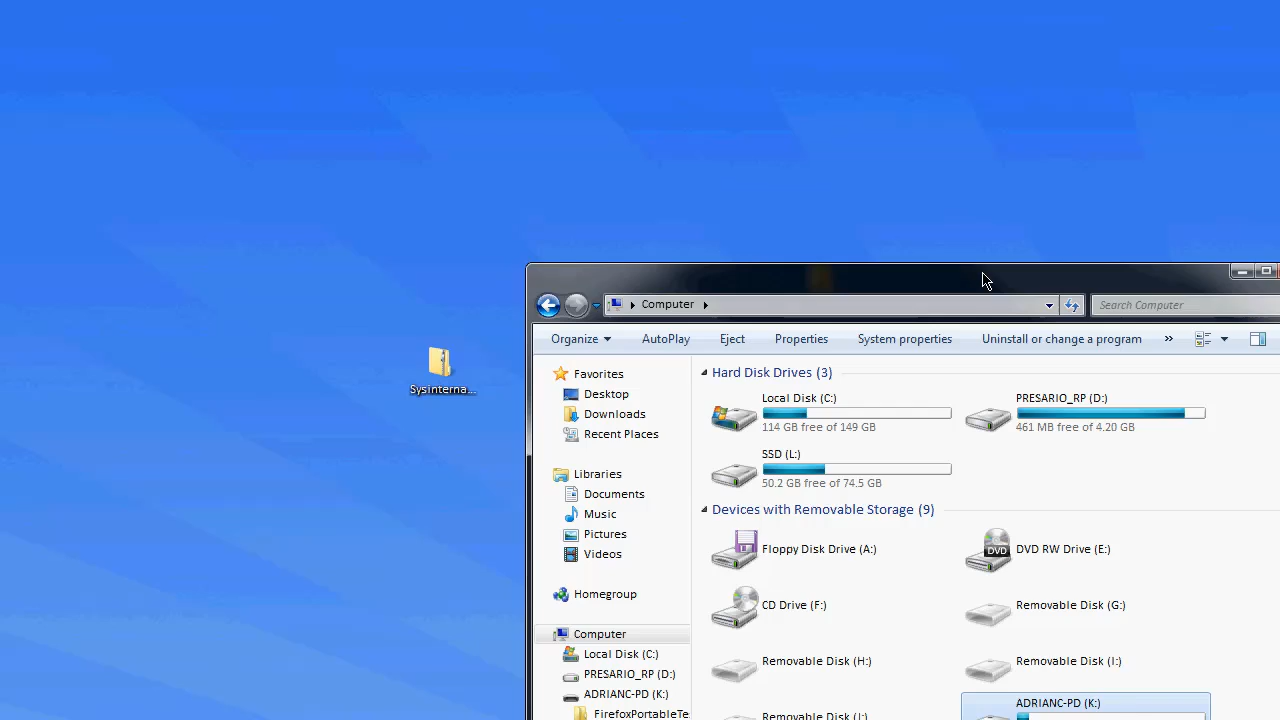 Sysinterna...
Computer
Search Computer
Organize
AutoPlay
Eject
Properties
System properties
Uninstall or change a program
»
Favorites
Desktop
Downloads
Recent Places
Libraries
Documents
Music
Pictures
Videos
Homegroup
Computer
Local Disk (C:)
PRESARIO_RP (D:)
ADRIANC-PD (K:)
FirefoxPortableTe
Hard Disk Drives (3)
Local Disk (C:)
114 GB free of 149 GB
PRESARIO_RP (D:)
461 MB free of 4.20 GB
SSD (L:)
50.2 GB free of 74.5 GB
Devices with Removable Storage (9)
Floppy Disk Drive (A:)
DVD
DVD RW Drive (E:)
CD Drive (F:)
Removable Disk (G:)
Removable Disk (H:)
Removable Disk (I:)
Removable Disk (J:)
ADRIANC-PD (K:)